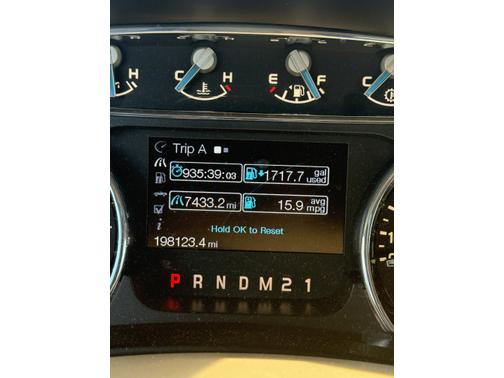 H C H E F C
Trip A
935:39:03
1717.7 gal used
7433.2 mi
15.9 avg mpg
Hold OK to Reset
198123.4 mi
P R N D M 2 1